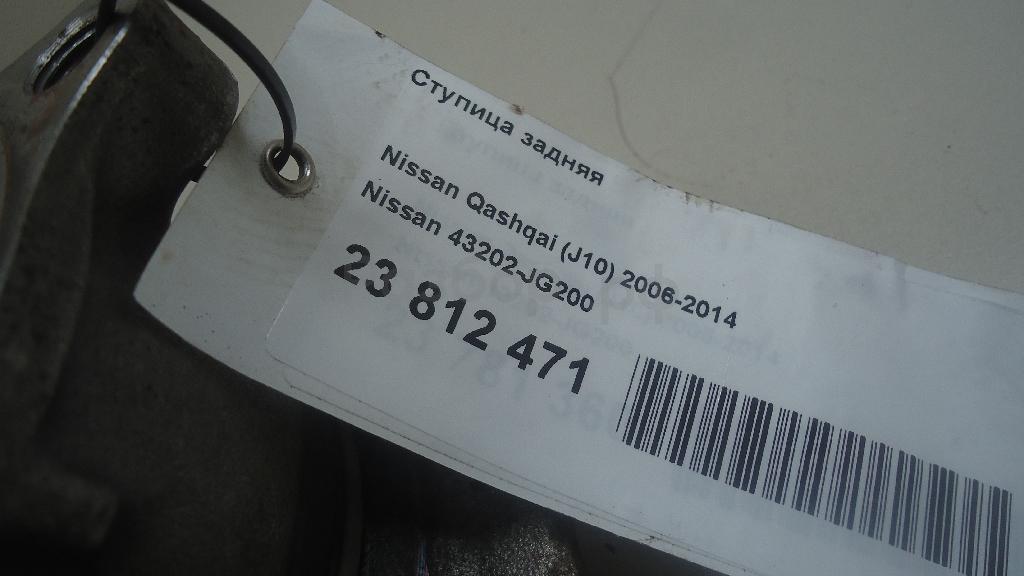 Ступица задняя
Nissan Qashqai (J10) 2006-2014
Nissan 43202-JG200
23 812 471